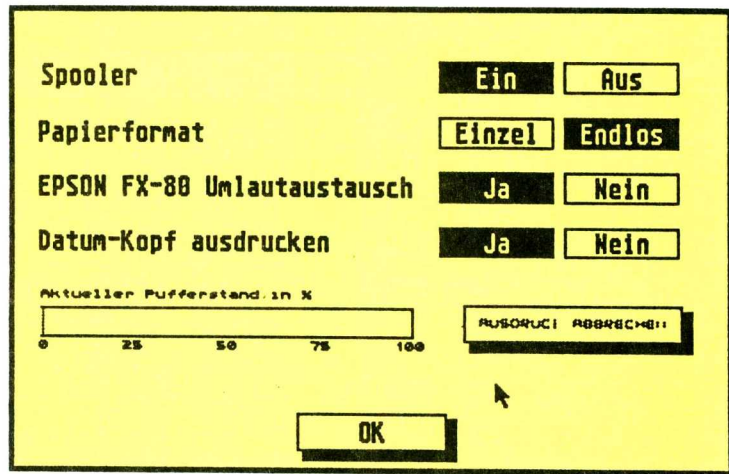 Spooler Ein Aus
Papierformat Einzel Endlos
EPSON FX-80 Umlautaustausch Ja Nein
Datum-Kopf ausdrucken Ja Nein
Aktueller Pufferstand in %
0 25 50 75 100
OK